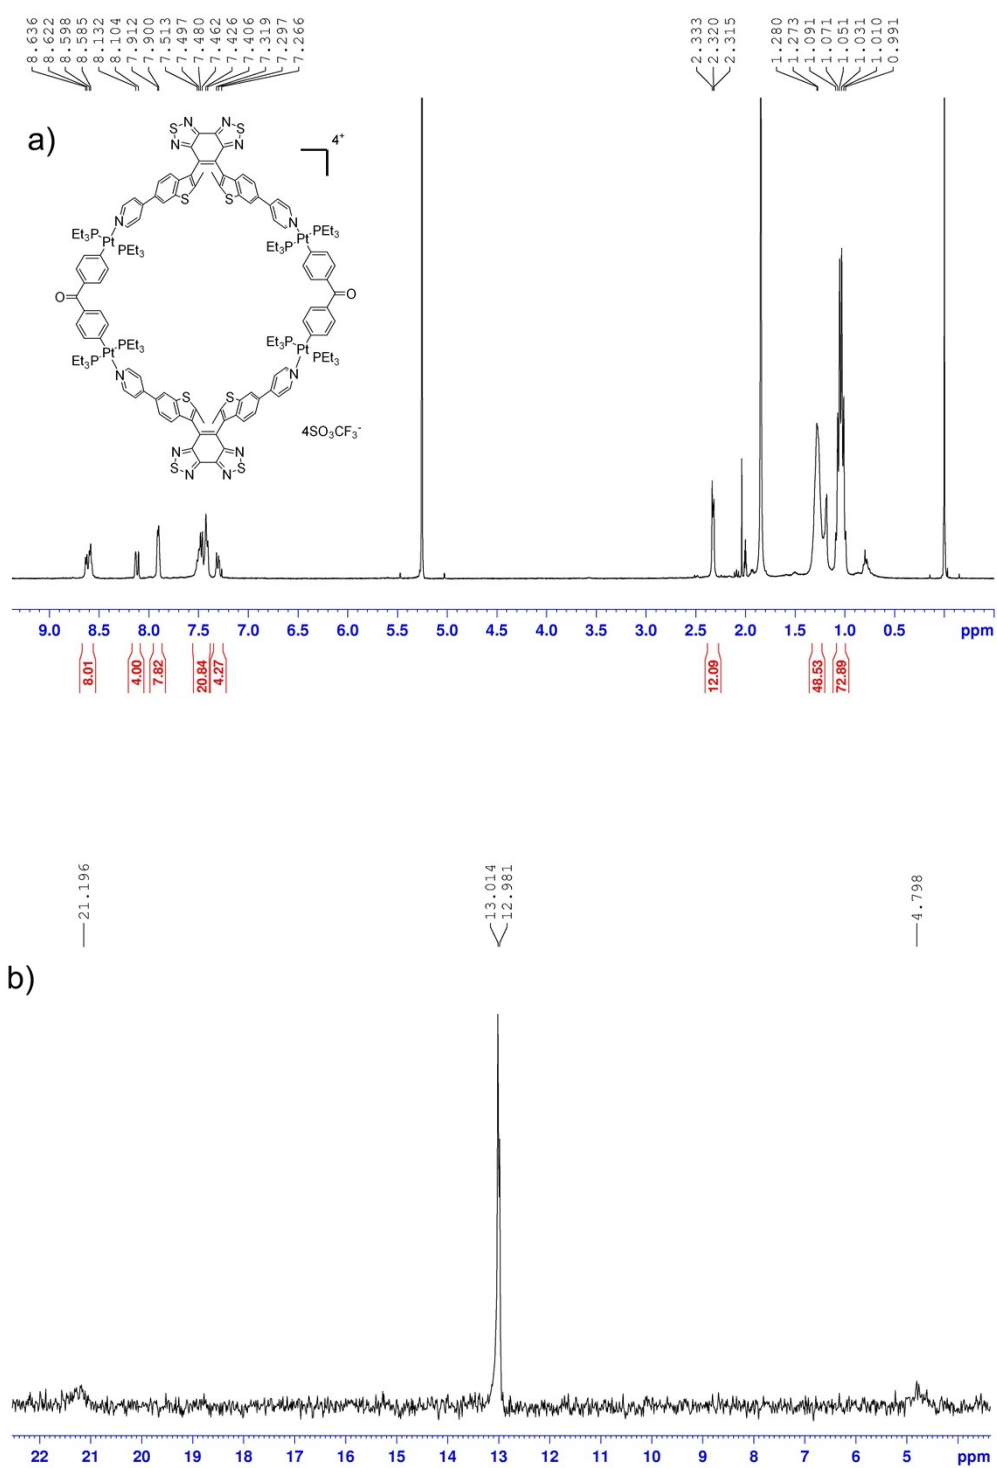 8.636
8.622
8.598
8.585
8.132
8.104
7.912
7.900
7.513
7.497
7.480
7.462
7.426
7.406
7.319
7.297
7.266
2.333
2.320
2.315
1.280
1.273
1.091
1.071
1.051
1.031
1.010
0.991
a)
N N
S S
N N
4+
S S
N N
Et3P PEt3
Pt Pt
PEt3 Et3P
O O
PEt3 Et3P
Pt Pt
Et3P PEt3
N N
S S
4SO3CF3-
N N
S S
N N
9.0 8.5 8.0 7.5 7.0 6.5 6.0 5.5 5.0 4.5 4.0 3.5 3.0 2.5 2.0 1.5 1.0 0.5 ppm
8.01
4.00
7.82
20.84
4.27
12.09
48.53
72.89
21.196
13.014
12.981
4.798
b)
22 21 20 19 18 17 16 15 14 13 12 11 10 9 8 7 6 5 ppm